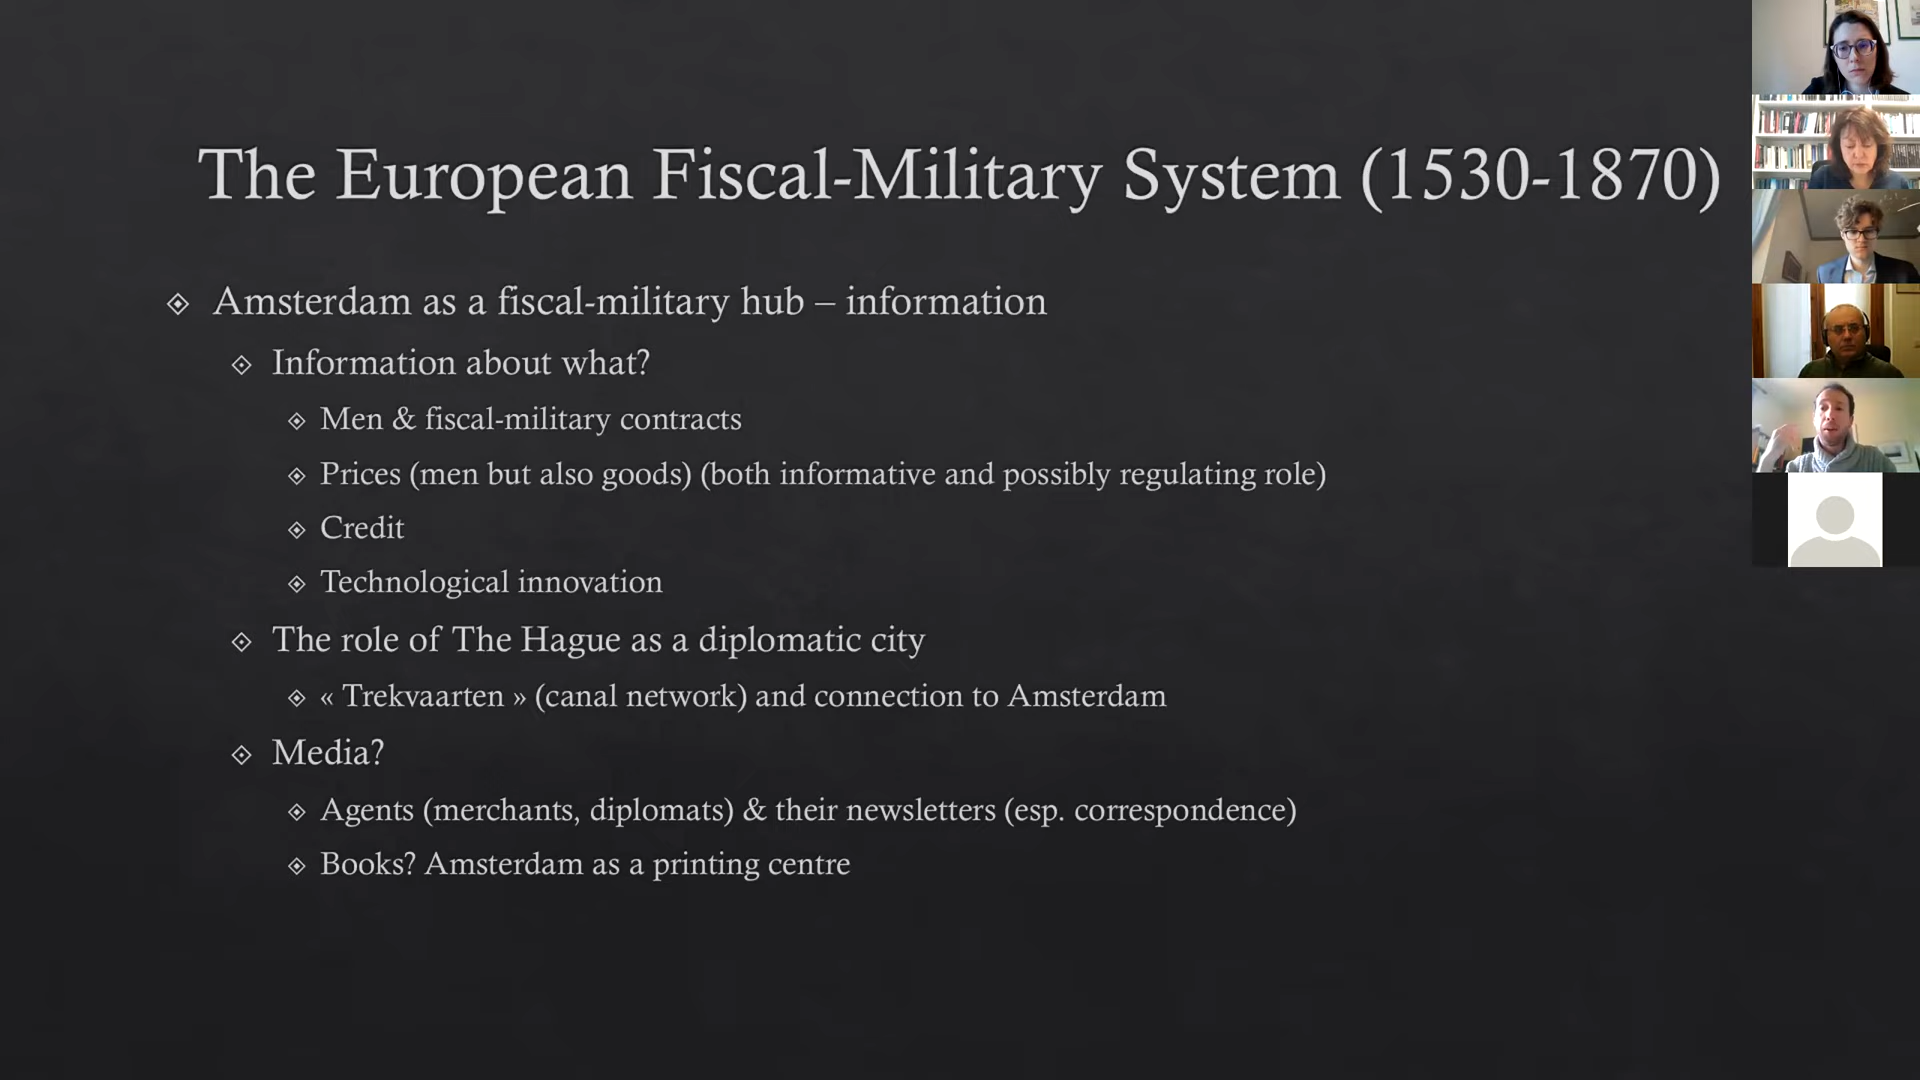 The European Fiscal-Military System (1530-1870)
Amsterdam as a fiscal-military hub – information
Information about what?
Men & fiscal-military contracts
Prices (men but also goods) (both informative and possibly regulating role)
Credit
Technological innovation
The role of The Hague as a diplomatic city
« Trekvaarten » (canal network) and connection to Amsterdam
Media?
Agents (merchants, diplomats) & their newsletters (esp. correspondence)
Books? Amsterdam as a printing centre